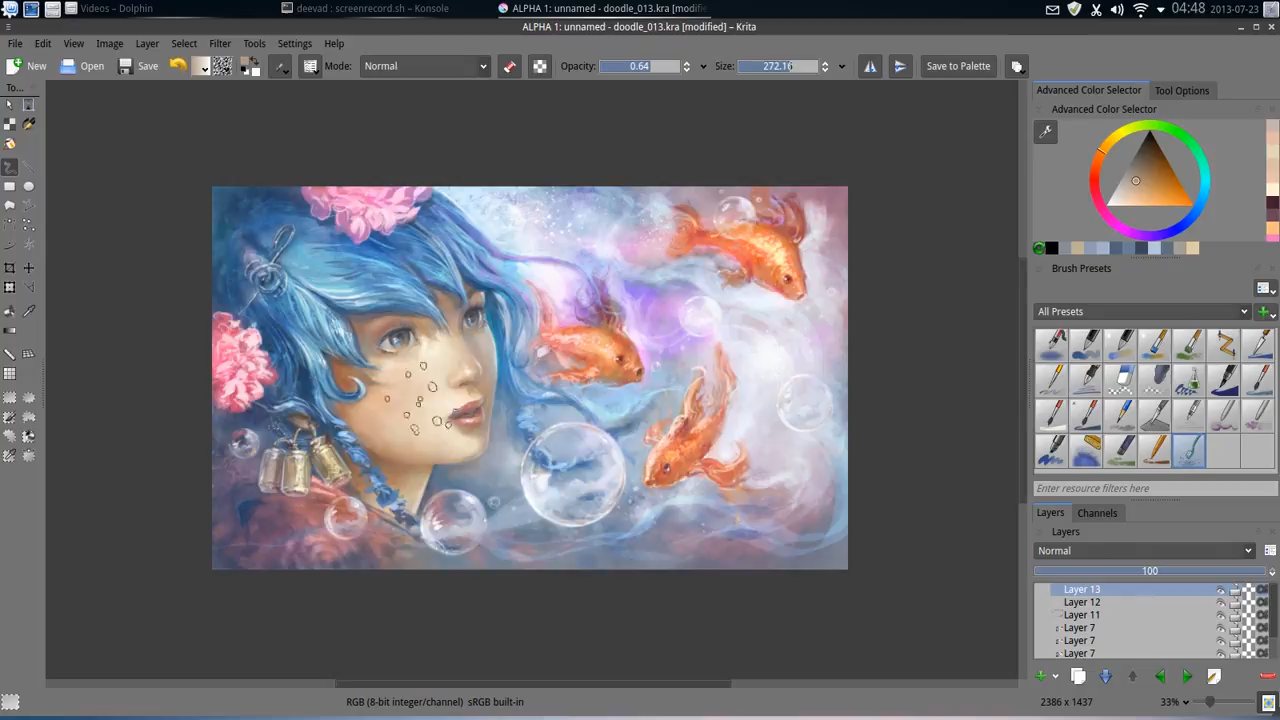 Videos – Dolphin
deevad : screenrecord.sh – Konsole
ALPHA 1: unnamed - doodle_013.kra [modifie
04:48 2013-07-23
ALPHA 1: unnamed - doodle_013.kra [modified] – Krita
File Edit View Image Layer Select Filter Tools Settings Help
New Open Save Mode: Normal Opacity: 0.64 Size: 272.16 Save to Palette
To...
Advanced Color Selector Tool Options
Advanced Color Selector
Brush Presets
All Presets
Enter resource filters here
Layers Channels
Layers
Normal
100
Layer 13
Layer 12
Layer 11
Layer 7
Layer 7
Layer 7
RGB (8-bit integer/channel) sRGB built-in
2386 x 1437
33%